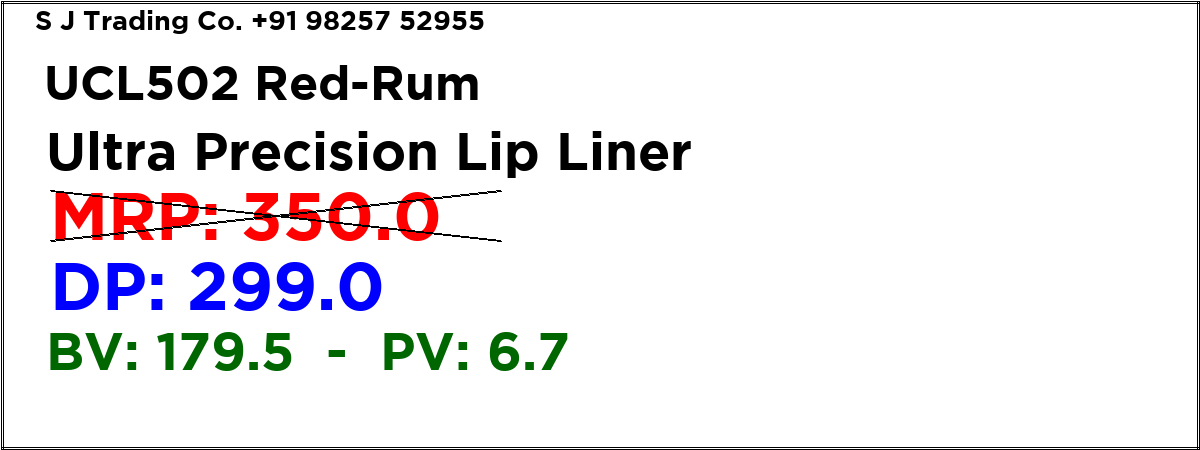 S J Trading Co. +91 98257 52955
UCL502 Red-Rum
Ultra Precision Lip Liner
MRP: 350.0
DP: 299.0
BV: 179.5 - PV: 6.7